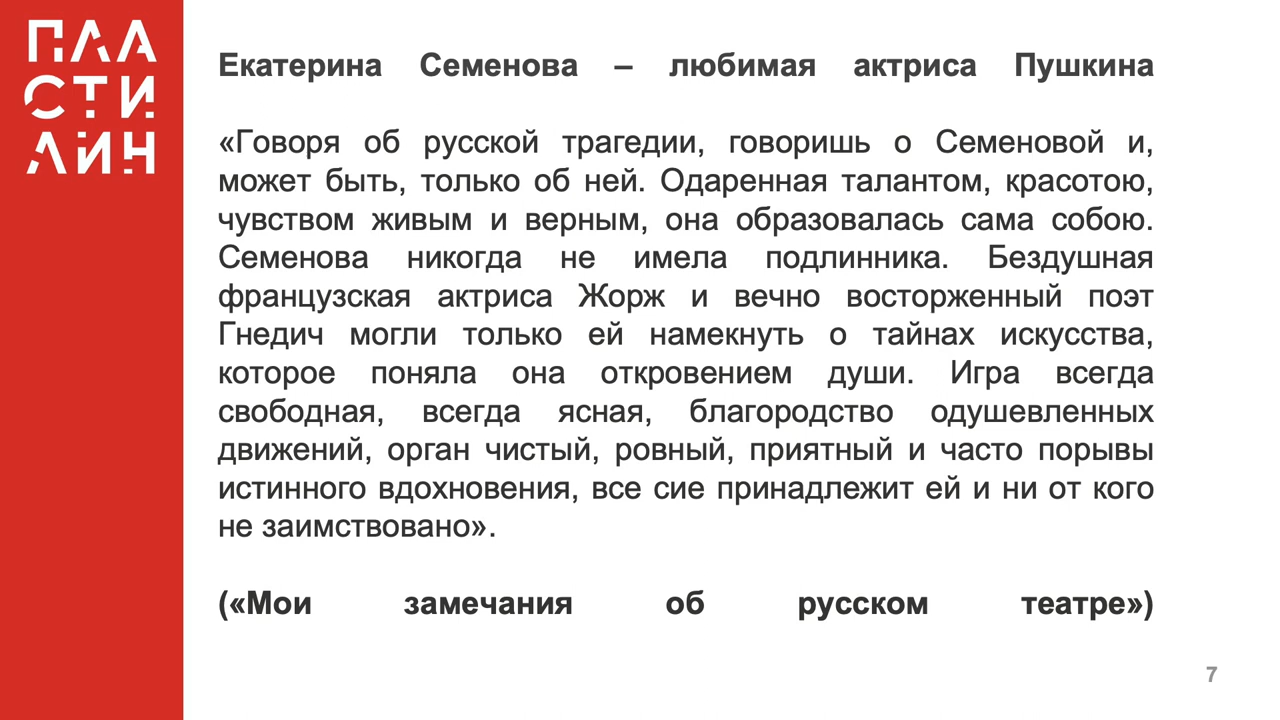 ПЛА
СТИ
ЛИН
Екатерина Семенова – любимая актриса Пушкина
«Говоря об русской трагедии, говоришь о Семеновой и,
может быть, только об ней. Одаренная талантом, красотою,
чувством живым и верным, она образовалась сама собою.
Семенова никогда не имела подлинника. Бездушная
французская актриса Жорж и вечно восторженный поэт
Гнедич могли только ей намекнуть о тайнах искусства,
которое поняла она откровением души. Игра всегда
свободная, всегда ясная, благородство одушевленных
движений, орган чистый, ровный, приятный и часто порывы
истинного вдохновения, все сие принадлежит ей и ни от кого
не заимствовано».
(«Мои замечания об русском театре»)
7